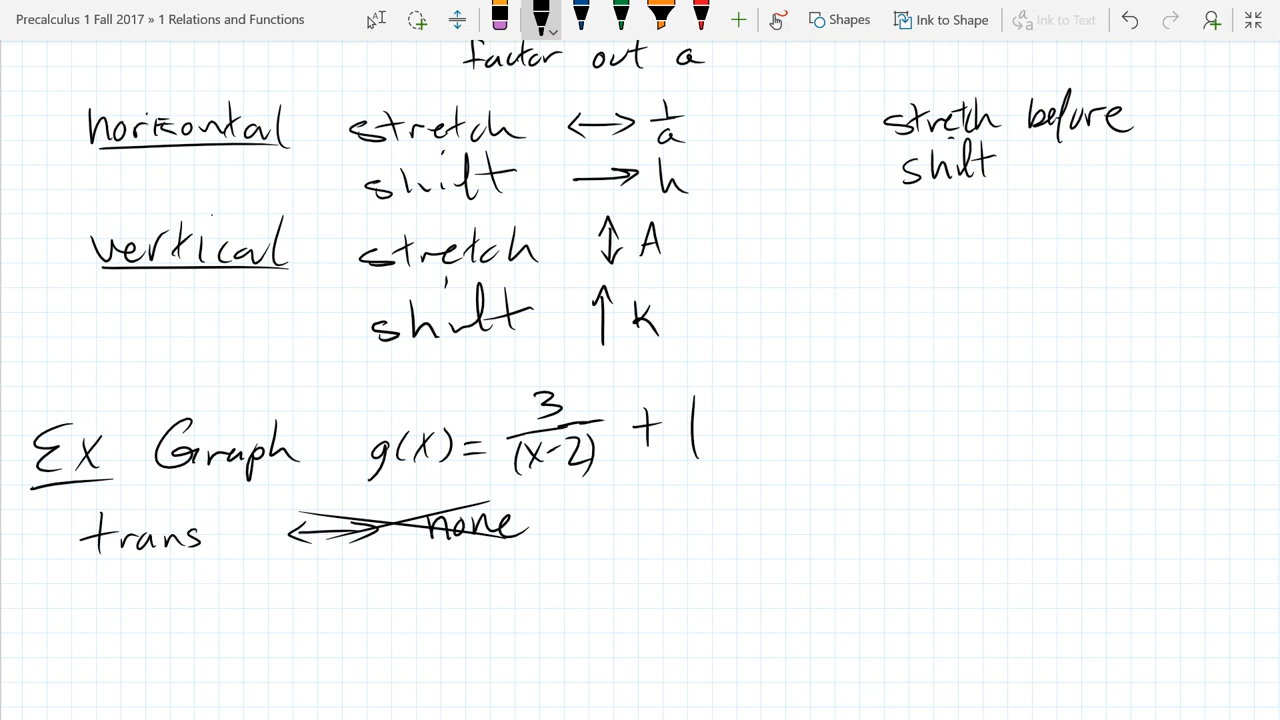 Precalculus 1 Fall 2017 » 1 Relations and Functions Shapes Ink to Shape Ink to Text
factor out a
horizontal stretch ↔ 1/a stretch before
shift → h shift
vertical stretch ↕ A
shift ↑ K
Ex Graph g(x) = 3/(x-2) + 1
trans ↔ none